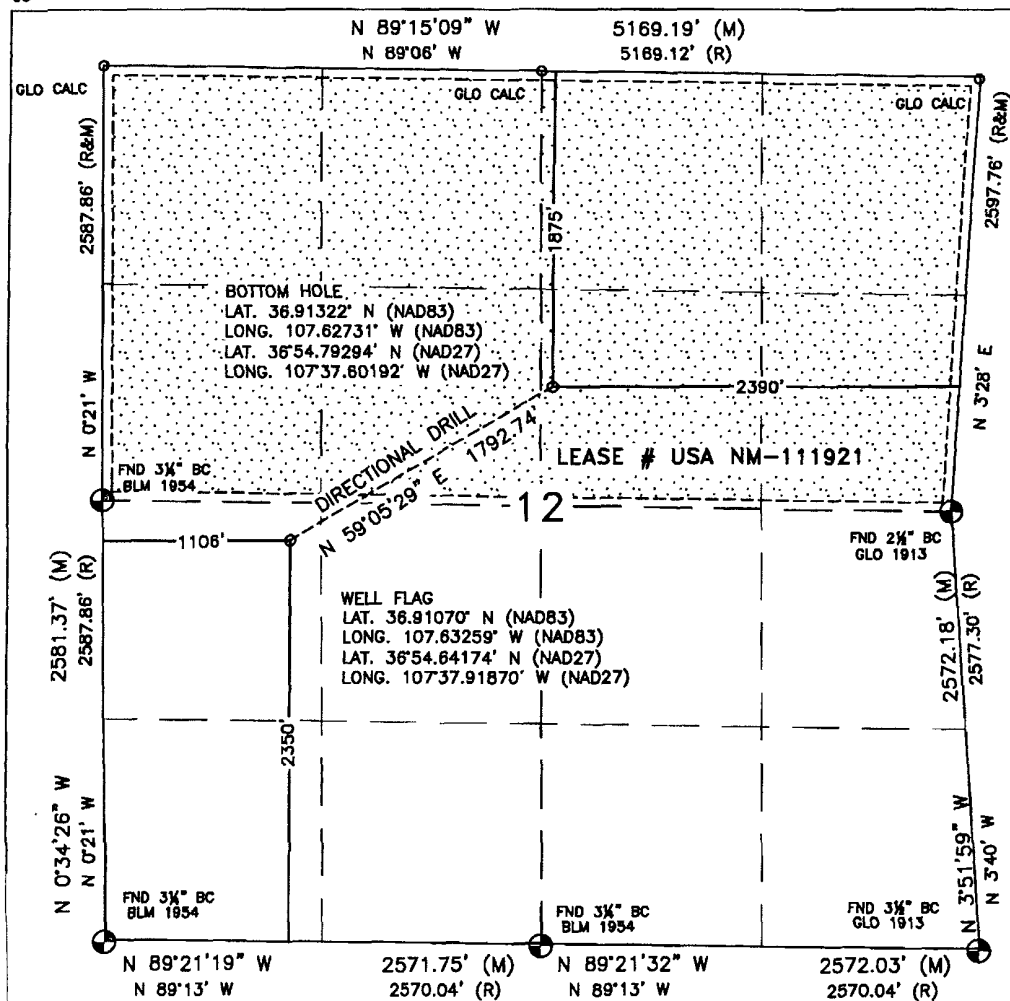 N 89°15'09" W 5169.19' (M)
N 89°06' W 5169.12' (R)
GLO CALC
GLO CALC
GLO CALC
2587.86' (R&M)
N 0°21' W
2597.76' (R&M)
N 3°28' E
1875'
BOTTOM HOLE
LAT. 36.91322° N (NAD83)
LONG. 107.62731° W (NAD83)
LAT. 36°54.79294' N (NAD27)
LONG. 107°37.60192' W (NAD27)
2390'
DIRECTIONAL DRILL
N 59°05'29" E 1792.74'
LEASE # USA NM-111921
FND 3¼" BC
BLM 1954
12
FND 2½" BC
GLO 1913
1106'
WELL FLAG
LAT. 36.91070° N (NAD83)
LONG. 107.63259° W (NAD83)
LAT. 36°54.64174' N (NAD27)
LONG. 107°37.91870' W (NAD27)
2581.37' (M)
2587.86' (R)
N 0°34'26" W
N 0°21' W
2350'
2572.18' (M)
2577.30' (R)
N 3°51'59" W
N 3°40' W
FND 3¼" BC
BLM 1954
FND 3¼" BC
BLM 1954
FND 3¼" BC
GLO 1913
N 89°21'19" W 2571.75' (M)
N 89°13' W 2570.04' (R)
N 89°21'32" W 2572.03' (M)
N 89°13' W 2570.04' (R)